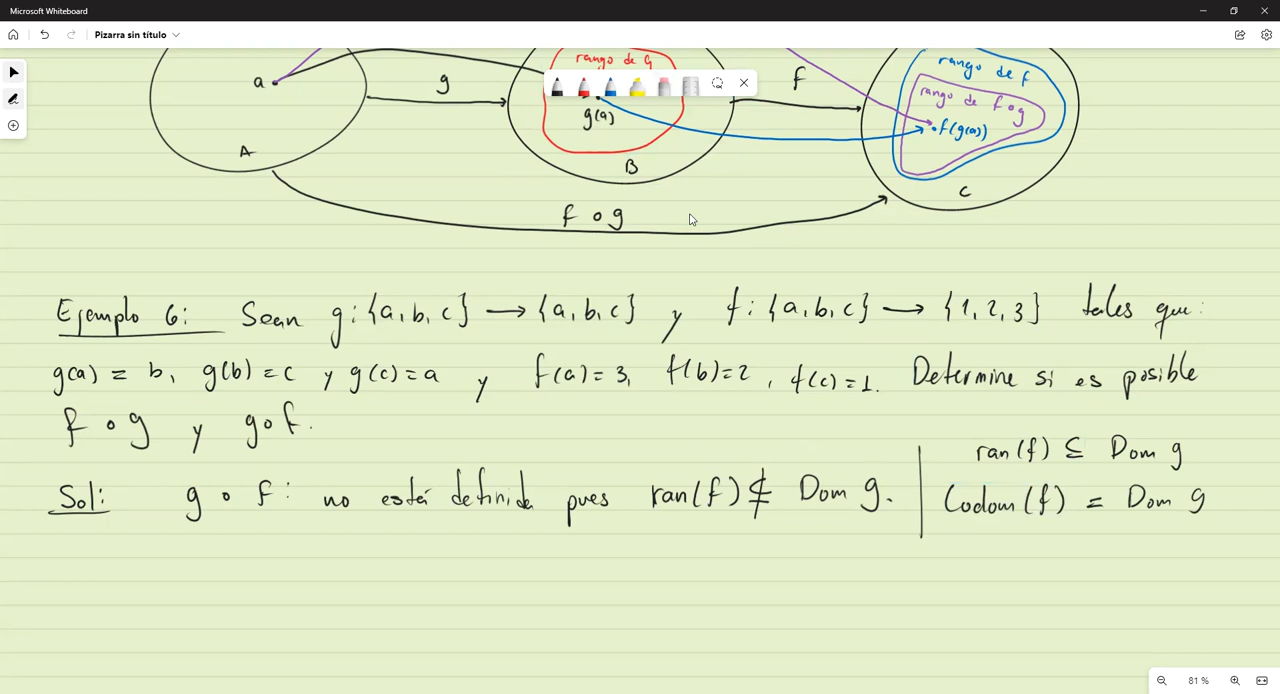 Microsoft Whiteboard
Pizarra sin título
a
g
rango de G
g(a)
f
rango de f
rango de f o g
f(g(a))
A
B
C
f o g
Ejemplo 6: Sean g: {a, b, c} → {a, b, c} y f: {a, b, c} → {1, 2, 3} tales que:
g(a) = b, g(b) = c y g(c) = a y f(a) = 3, f(b) = 2, f(c) = 1. Determine si es posible
f o g y g o f.
ran(f) ⊆ Dom g
Sol: g o f: no está definida pues ran(f) ⊈ Dom g.
Codom(f) = Dom g
81 %